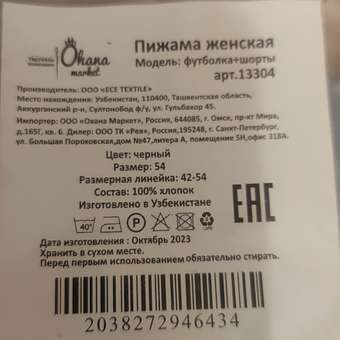 ТОРГОВАЯ КОМПАНИЯ
Ohana
market
Пижама женская
Модель: футболка+шорты
арт.13304
Производитель: ООО «ECE TEXTILE»
Место нахождения: Узбекистан, 110400, Ташкентская область,
Аккурганский р-н, Султонобод ф/у, ул. Гульбахор 45.
Импортер: ООО «Охана Маркет», Россия, 644085, г. Омск, пр-кт Мира,
д.165Г, кв. 6. Дилер: ООО ТК «Рея», Россия,195248, г. Санкт-Петербург,
ул. Большая Пороховская,дом №47,литера А, помещение 5Н,офис 318А.
Цвет: черный
Размер: 54
Размерная линейка: 42-54
Состав: 100% хлопок
Изготовлено в Узбекистане
EAC
40°
Дата изготовления : Октябрь 2023
Хранить в сухом месте.
Перед первым использованием обязательно стирать.
2038272946434